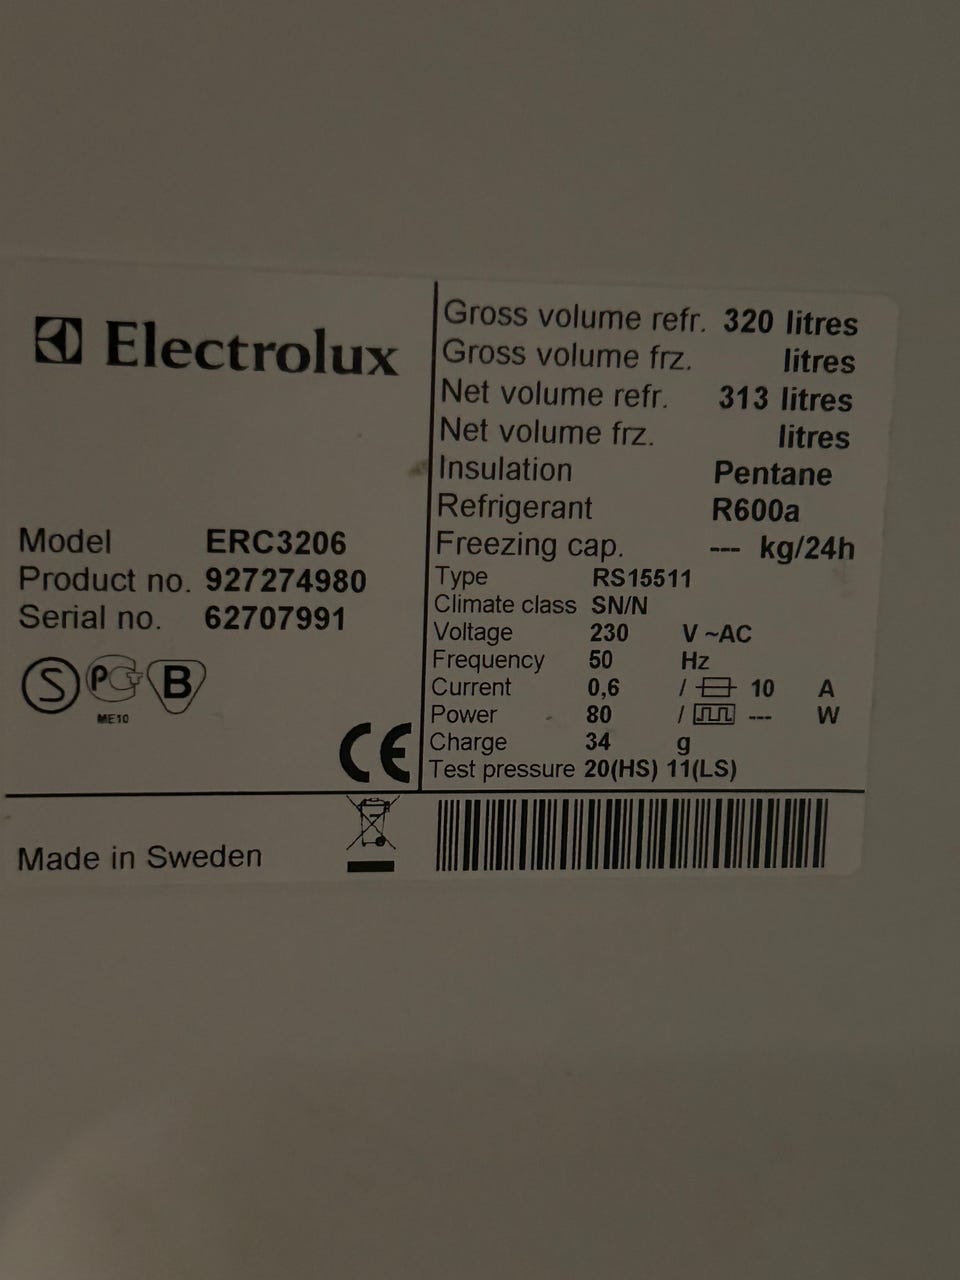 Electrolux
Model ERC3206
Product no. 927274980
Serial no. 62707991
S PCT B
ME10
CE
Gross volume refr. 320 litres
Gross volume frz. litres
Net volume refr. 313 litres
Net volume frz. litres
Insulation Pentane
Refrigerant R600a
Freezing cap. --- kg/24h
Type RS15511
Climate class SN/N
Voltage 230 V ~AC
Frequency 50 Hz
Current 0,6 / 10 A
Power 80 / --- W
Charge 34 g
Test pressure 20(HS) 11(LS)
Made in Sweden